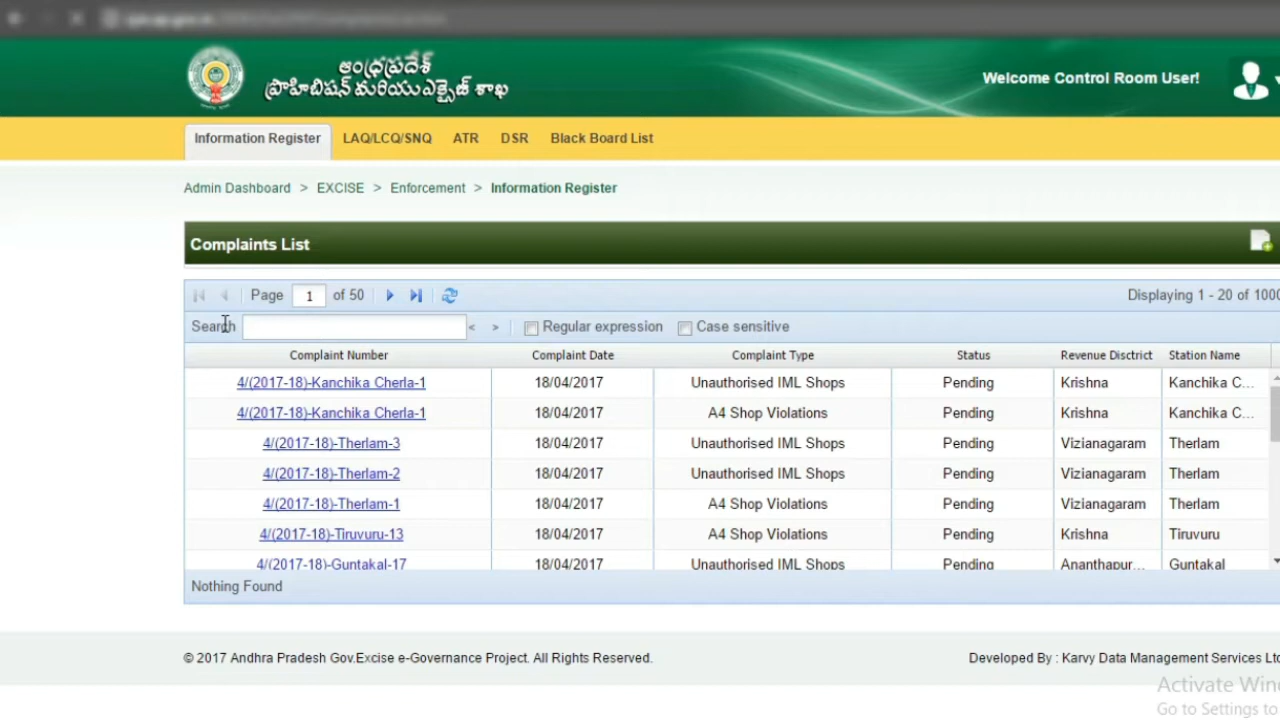 ఆంధ్రప్రదేశ్
ప్రొహిబిషన్ మరియు ఎక్సైజ్ శాఖ
Welcome Control Room User!
Information Register LAQ/LCQ/SNQ ATR DSR Black Board List
Admin Dashboard > EXCISE > Enforcement > Information Register
Complaints List
Page 1 of 50 Displaying 1 - 20 of 1000
Search < > Regular expression Case sensitive
Complaint Number Complaint Date Complaint Type Status Revenue Disctrict Station Name
4/(2017-18)-Kanchika Cherla-1 18/04/2017 Unauthorised IML Shops Pending Krishna Kanchika C...
4/(2017-18)-Kanchika Cherla-1 18/04/2017 A4 Shop Violations Pending Krishna Kanchika C...
4/(2017-18)-Therlam-3 18/04/2017 Unauthorised IML Shops Pending Vizianagaram Therlam
4/(2017-18)-Therlam-2 18/04/2017 Unauthorised IML Shops Pending Vizianagaram Therlam
4/(2017-18)-Therlam-1 18/04/2017 A4 Shop Violations Pending Vizianagaram Therlam
4/(2017-18)-Tiruvuru-13 18/04/2017 A4 Shop Violations Pending Krishna Tiruvuru
4/(2017-18)-Guntakal-17 18/04/2017 Unauthorised IML Shops Pending Ananthapur... Guntakal
Nothing Found
© 2017 Andhra Pradesh Gov.Excise e-Governance Project. All Rights Reserved. Developed By : Karvy Data Management Services Lt
Activate Win
Go to Settings to